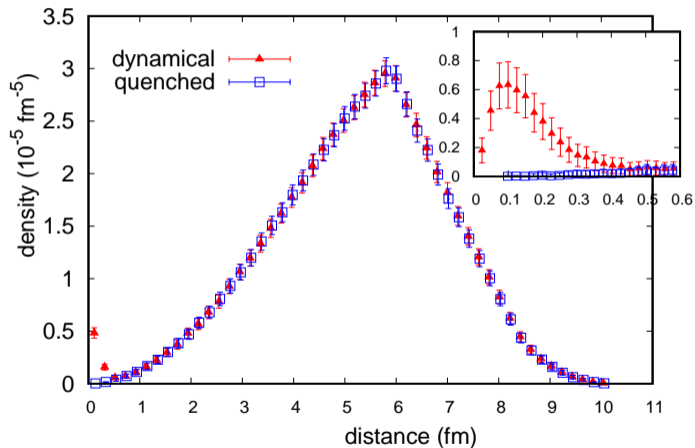 density (10⁻⁵ fm⁻⁵)
3.5
3
2.5
2
1.5
1
0.5
0
0 1 2 3 4 5 6 7 8 9 10 11
distance (fm)
dynamical
quenched
1
0.8
0.6
0.4
0.2
0
0 0.1 0.2 0.3 0.4 0.5 0.6